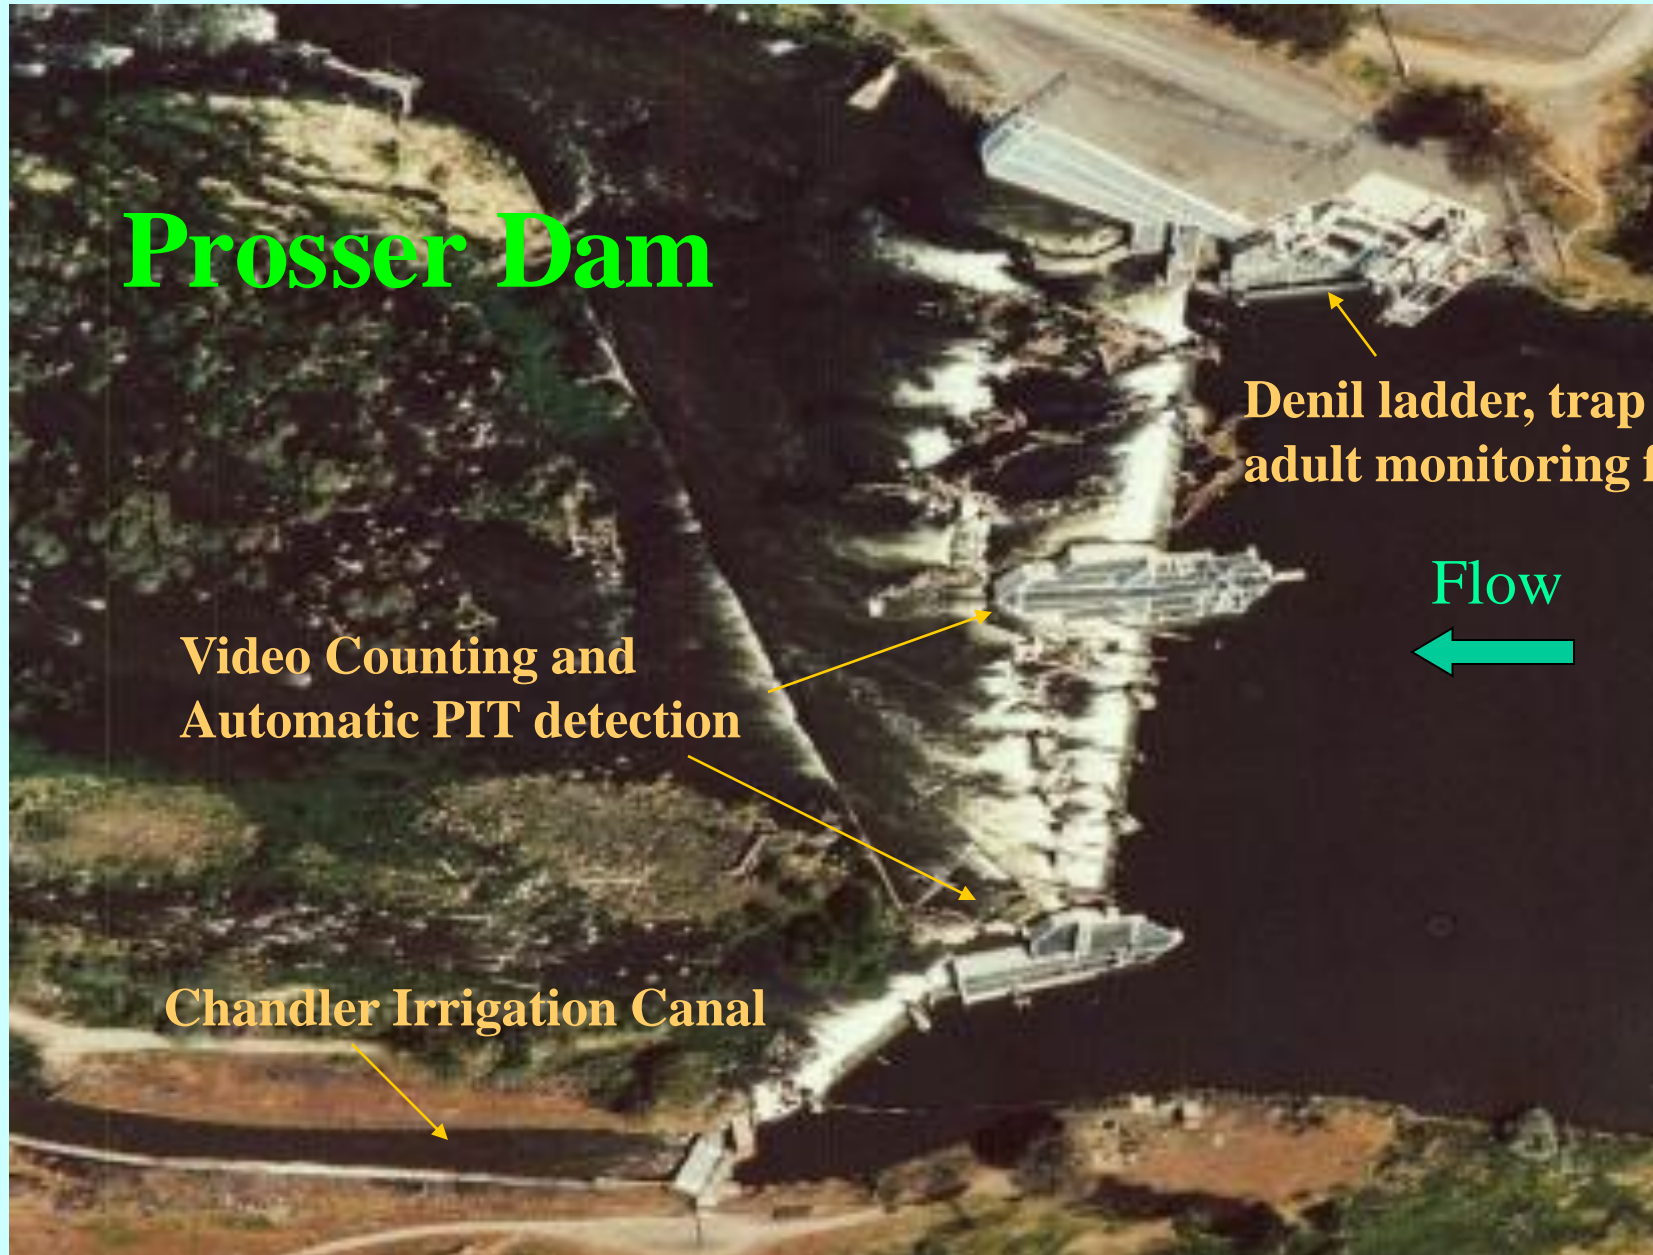 Prosser Dam
Denil ladder, trap
adult monitoring
Flow
Video Counting and
Automatic PIT detection
Chandler Irrigation Canal